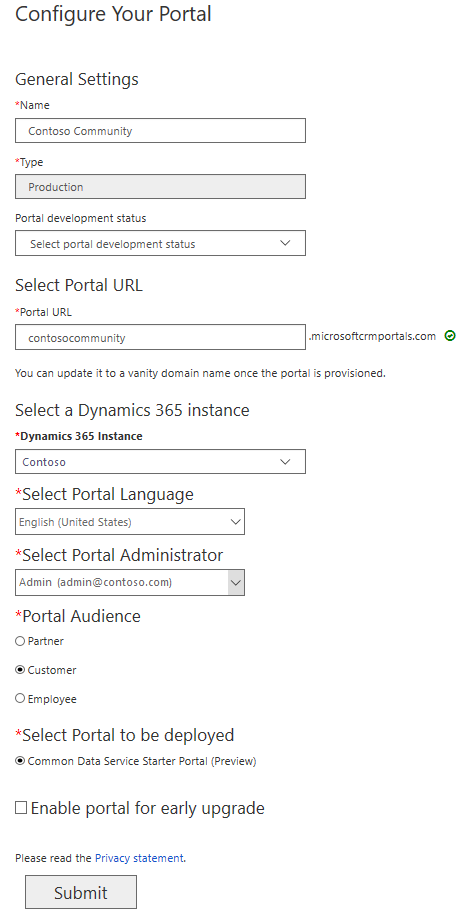 Configure Your Portal
General Settings
*Name
Contoso Community
*Type
Production
Portal development status
Select portal development status
Select Portal URL
*Portal URL
contosocommunity .microsoftcrmportals.com
You can update it to a vanity domain name once the portal is provisioned.
Select a Dynamics 365 instance
*Dynamics 365 Instance
Contoso
*Select Portal Language
English (United States)
*Select Portal Administrator
Admin (admin@contoso.com)
*Portal Audience
Partner
Customer
Employee
*Select Portal to be deployed
Common Data Service Starter Portal (Preview)
Enable portal for early upgrade
Please read the Privacy statement.
Submit